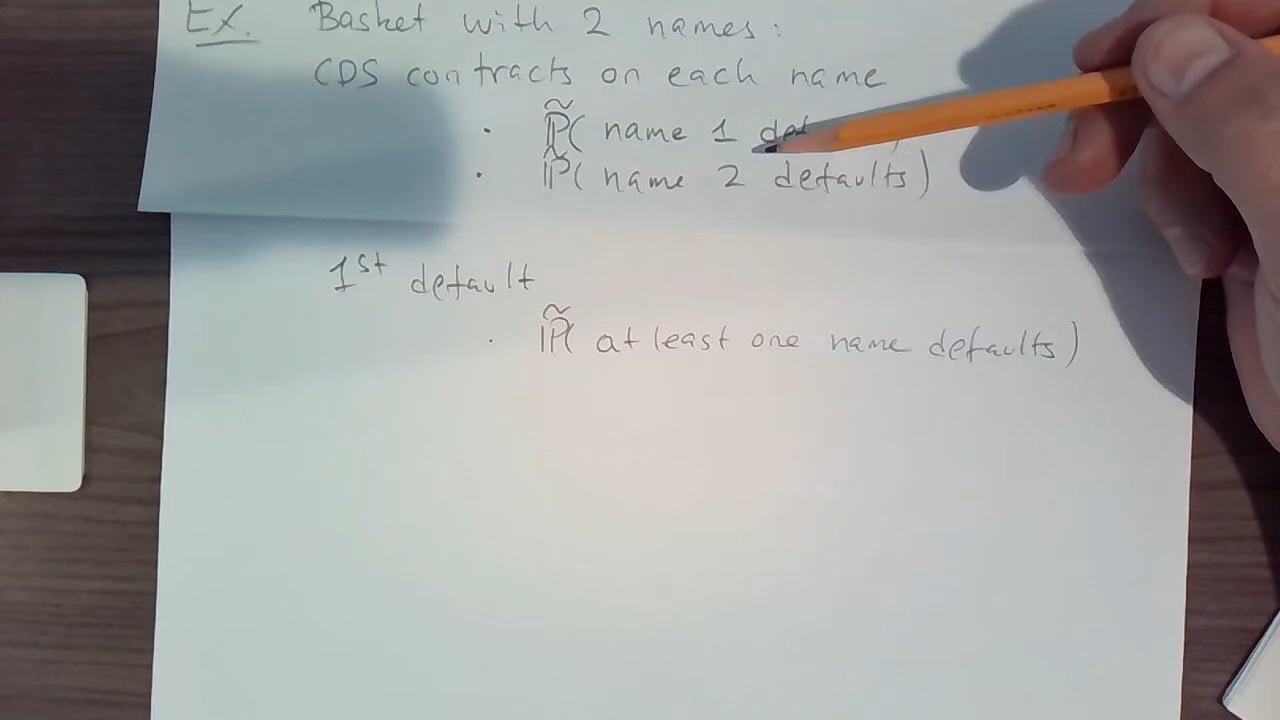 Ex. Basket with 2 names:
CDS contracts on each name
· P̃( name 1 def
· P̃( name 2 defaults)
1st default
· P̃( at least one name defaults)